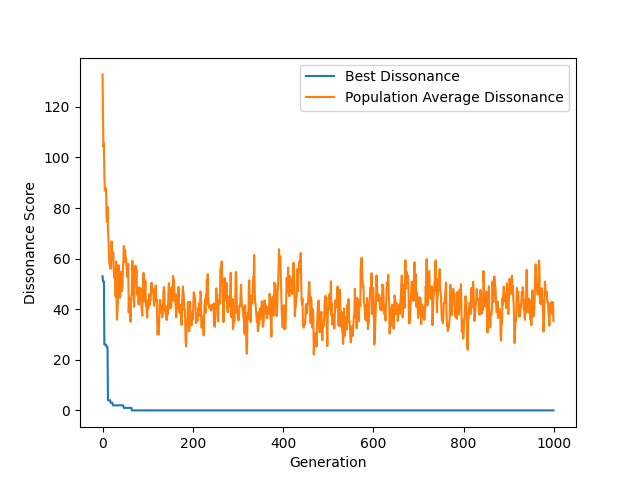 Best Dissonance
Population Average Dissonance
Dissonance Score
120
100
80
60
40
20
0
0 200 400 600 800 1000
Generation